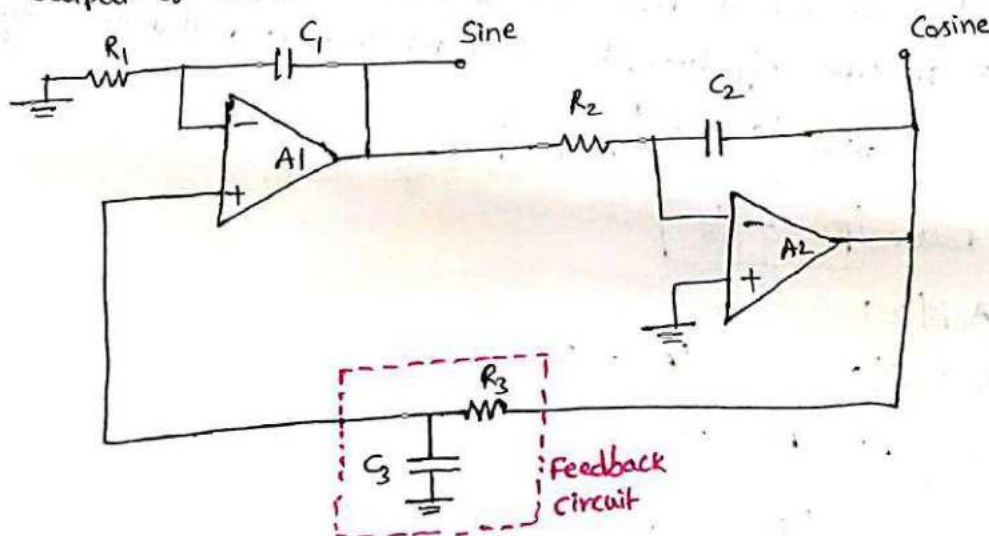 Sine
Cosine
R1
C1
R2
C2
-
A1
+
-
A2
+
R3
C3
Feedback
circuit